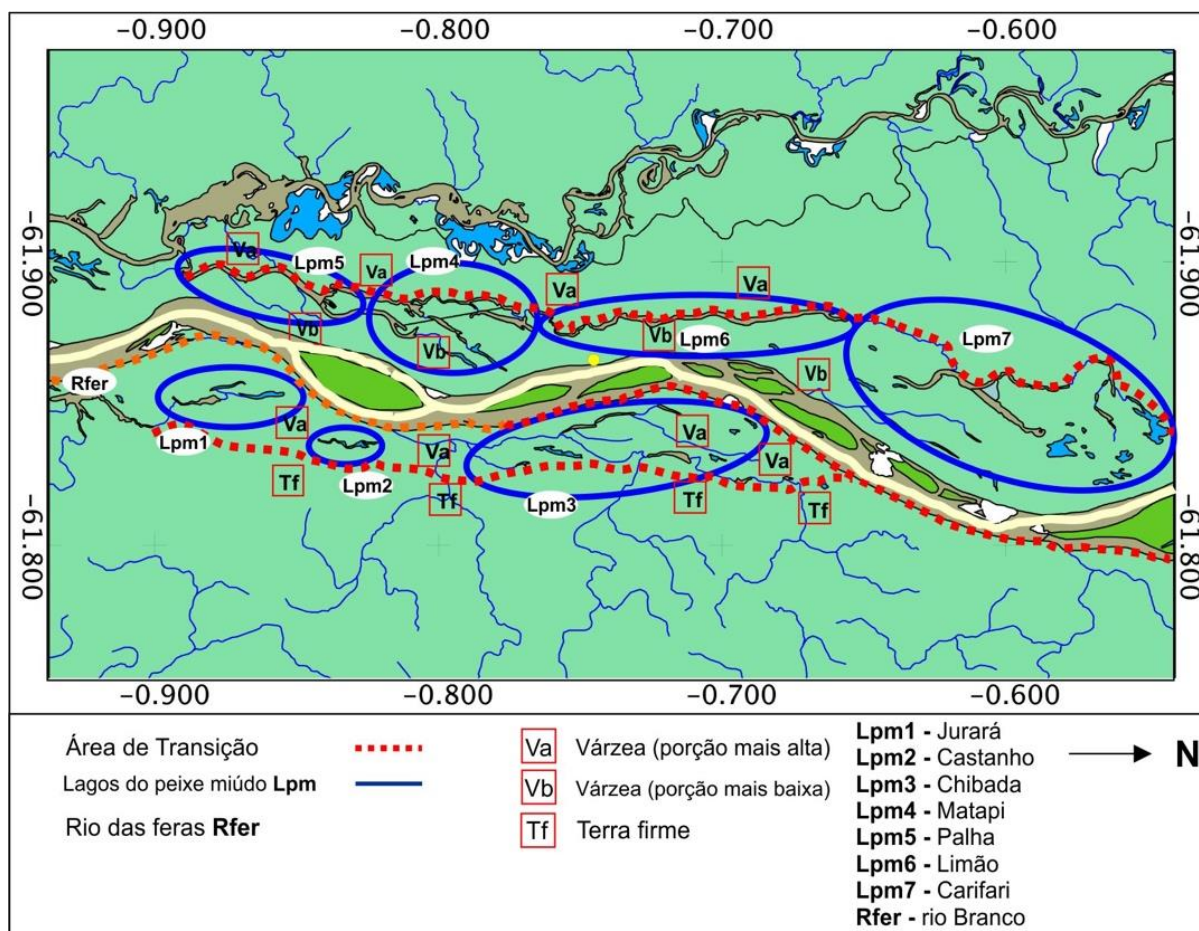 −0.900 −0.800 −0.700 −0.600
−61.900
−61.900
Va
Lpm5
Va
Lpm4
Va
Va
Vb
Vb
Vb
Lpm6
Lpm7
Vb
Rfer
Lpm1
Va
Va
Va
Va
Tf
Lpm2
Tf
Lpm3
Tf
Tf
−61.800
−61.800
−0.900 −0.800 −0.700 −0.600
Área de Transição
Lagos do peixe miúdo Lpm
Rio das feras Rfer
Va Várzea (porção mais alta)
Vb Várzea (porção mais baixa)
Tf Terra firme
Lpm1 - Jurará
Lpm2 - Castanho
Lpm3 - Chibada
Lpm4 - Matapi
Lpm5 - Palha
Lpm6 - Limão
Lpm7 - Carifari
Rfer - rio Branco
N